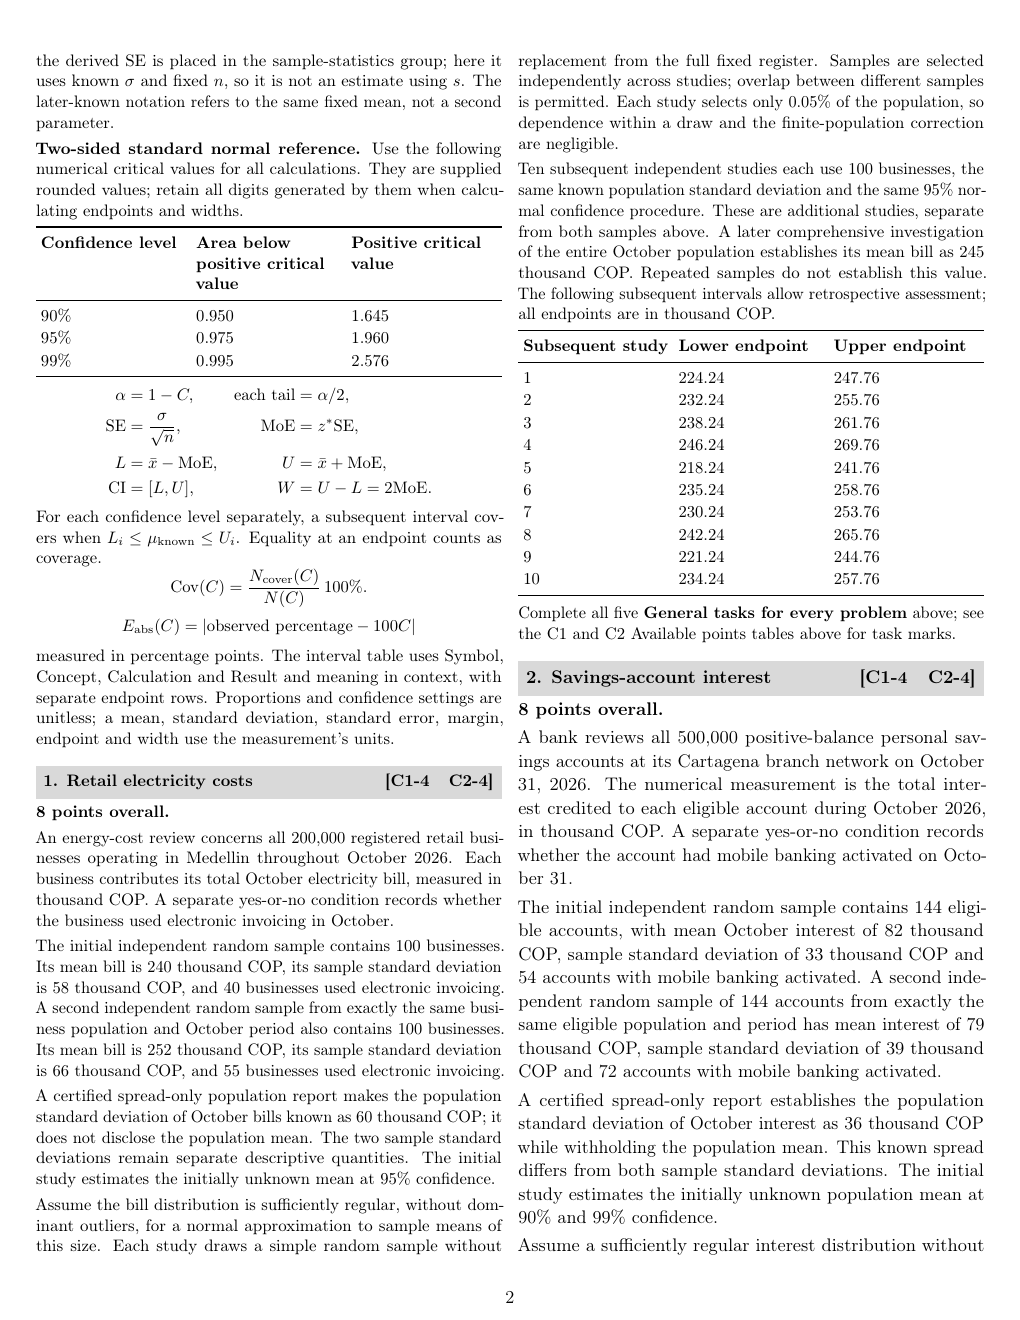 the derived SE is placed in the sample-statistics group; here it
uses known σ and fixed n, so it is not an estimate using s. The
later-known notation refers to the same fixed mean, not a second
parameter.
Two-sided standard normal reference. Use the following
numerical critical values for all calculations. They are supplied
rounded values; retain all digits generated by them when calcu-
lating endpoints and widths.
Confidence level Area below positive critical value Positive critical value
90% 0.950 1.645
95% 0.975 1.960
99% 0.995 2.576
α = 1 − C, each tail = α/2,
SE = σ/√n, MoE = z*SE,
L = x̄ − MoE, U = x̄ + MoE,
CI = [L, U], W = U − L = 2MoE.
For each confidence level separately, a subsequent interval cov-
ers when Lᵢ ≤ μ_known ≤ Uᵢ. Equality at an endpoint counts as
coverage.
Cov(C) = N_cover(C)/N(C) 100%.
E_abs(C) = |observed percentage − 100C|
measured in percentage points. The interval table uses Symbol,
Concept, Calculation and Result and meaning in context, with
separate endpoint rows. Proportions and confidence settings are
unitless; a mean, standard deviation, standard error, margin,
endpoint and width use the measurement's units.
1. Retail electricity costs [C1-4 C2-4]
8 points overall.
An energy-cost review concerns all 200,000 registered retail busi-
nesses operating in Medellin throughout October 2026. Each
business contributes its total October electricity bill, measured in
thousand COP. A separate yes-or-no condition records whether
the business used electronic invoicing in October.
The initial independent random sample contains 100 businesses.
Its mean bill is 240 thousand COP, its sample standard deviation
is 58 thousand COP, and 40 businesses used electronic invoicing.
A second independent random sample from exactly the same busi-
ness population and October period also contains 100 businesses.
Its mean bill is 252 thousand COP, its sample standard deviation
is 66 thousand COP, and 55 businesses used electronic invoicing.
A certified spread-only population report makes the population
standard deviation of October bills known as 60 thousand COP; it
does not disclose the population mean. The two sample standard
deviations remain separate descriptive quantities. The initial
study estimates the initially unknown mean at 95% confidence.
Assume the bill distribution is sufficiently regular, without dom-
inant outliers, for a normal approximation to sample means of
this size. Each study draws a simple random sample without
replacement from the full fixed register. Samples are selected
independently across studies; overlap between different samples
is permitted. Each study selects only 0.05% of the population, so
dependence within a draw and the finite-population correction
are negligible.
Ten subsequent independent studies each use 100 businesses, the
same known population standard deviation and the same 95% nor-
mal confidence procedure. These are additional studies, separate
from both samples above. A later comprehensive investigation
of the entire October population establishes its mean bill as 245
thousand COP. Repeated samples do not establish this value.
The following subsequent intervals allow retrospective assessment;
all endpoints are in thousand COP.
Subsequent study Lower endpoint Upper endpoint
1 224.24 247.76
2 232.24 255.76
3 238.24 261.76
4 246.24 269.76
5 218.24 241.76
6 235.24 258.76
7 230.24 253.76
8 242.24 265.76
9 221.24 244.76
10 234.24 257.76
Complete all five General tasks for every problem above; see
the C1 and C2 Available points tables above for task marks.
2. Savings-account interest [C1-4 C2-4]
8 points overall.
A bank reviews all 500,000 positive-balance personal sav-
ings accounts at its Cartagena branch network on October
31, 2026. The numerical measurement is the total inter-
est credited to each eligible account during October 2026,
in thousand COP. A separate yes-or-no condition records
whether the account had mobile banking activated on Octo-
ber 31.
The initial independent random sample contains 144 eligi-
ble accounts, with mean October interest of 82 thousand
COP, sample standard deviation of 33 thousand COP and
54 accounts with mobile banking activated. A second inde-
pendent random sample of 144 accounts from exactly the
same eligible population and period has mean interest of 79
thousand COP, sample standard deviation of 39 thousand
COP and 72 accounts with mobile banking activated.
A certified spread-only report establishes the population
standard deviation of October interest as 36 thousand COP
while withholding the population mean. This known spread
differs from both sample standard deviations. The initial
study estimates the initially unknown population mean at
90% and 99% confidence.
Assume a sufficiently regular interest distribution without
2